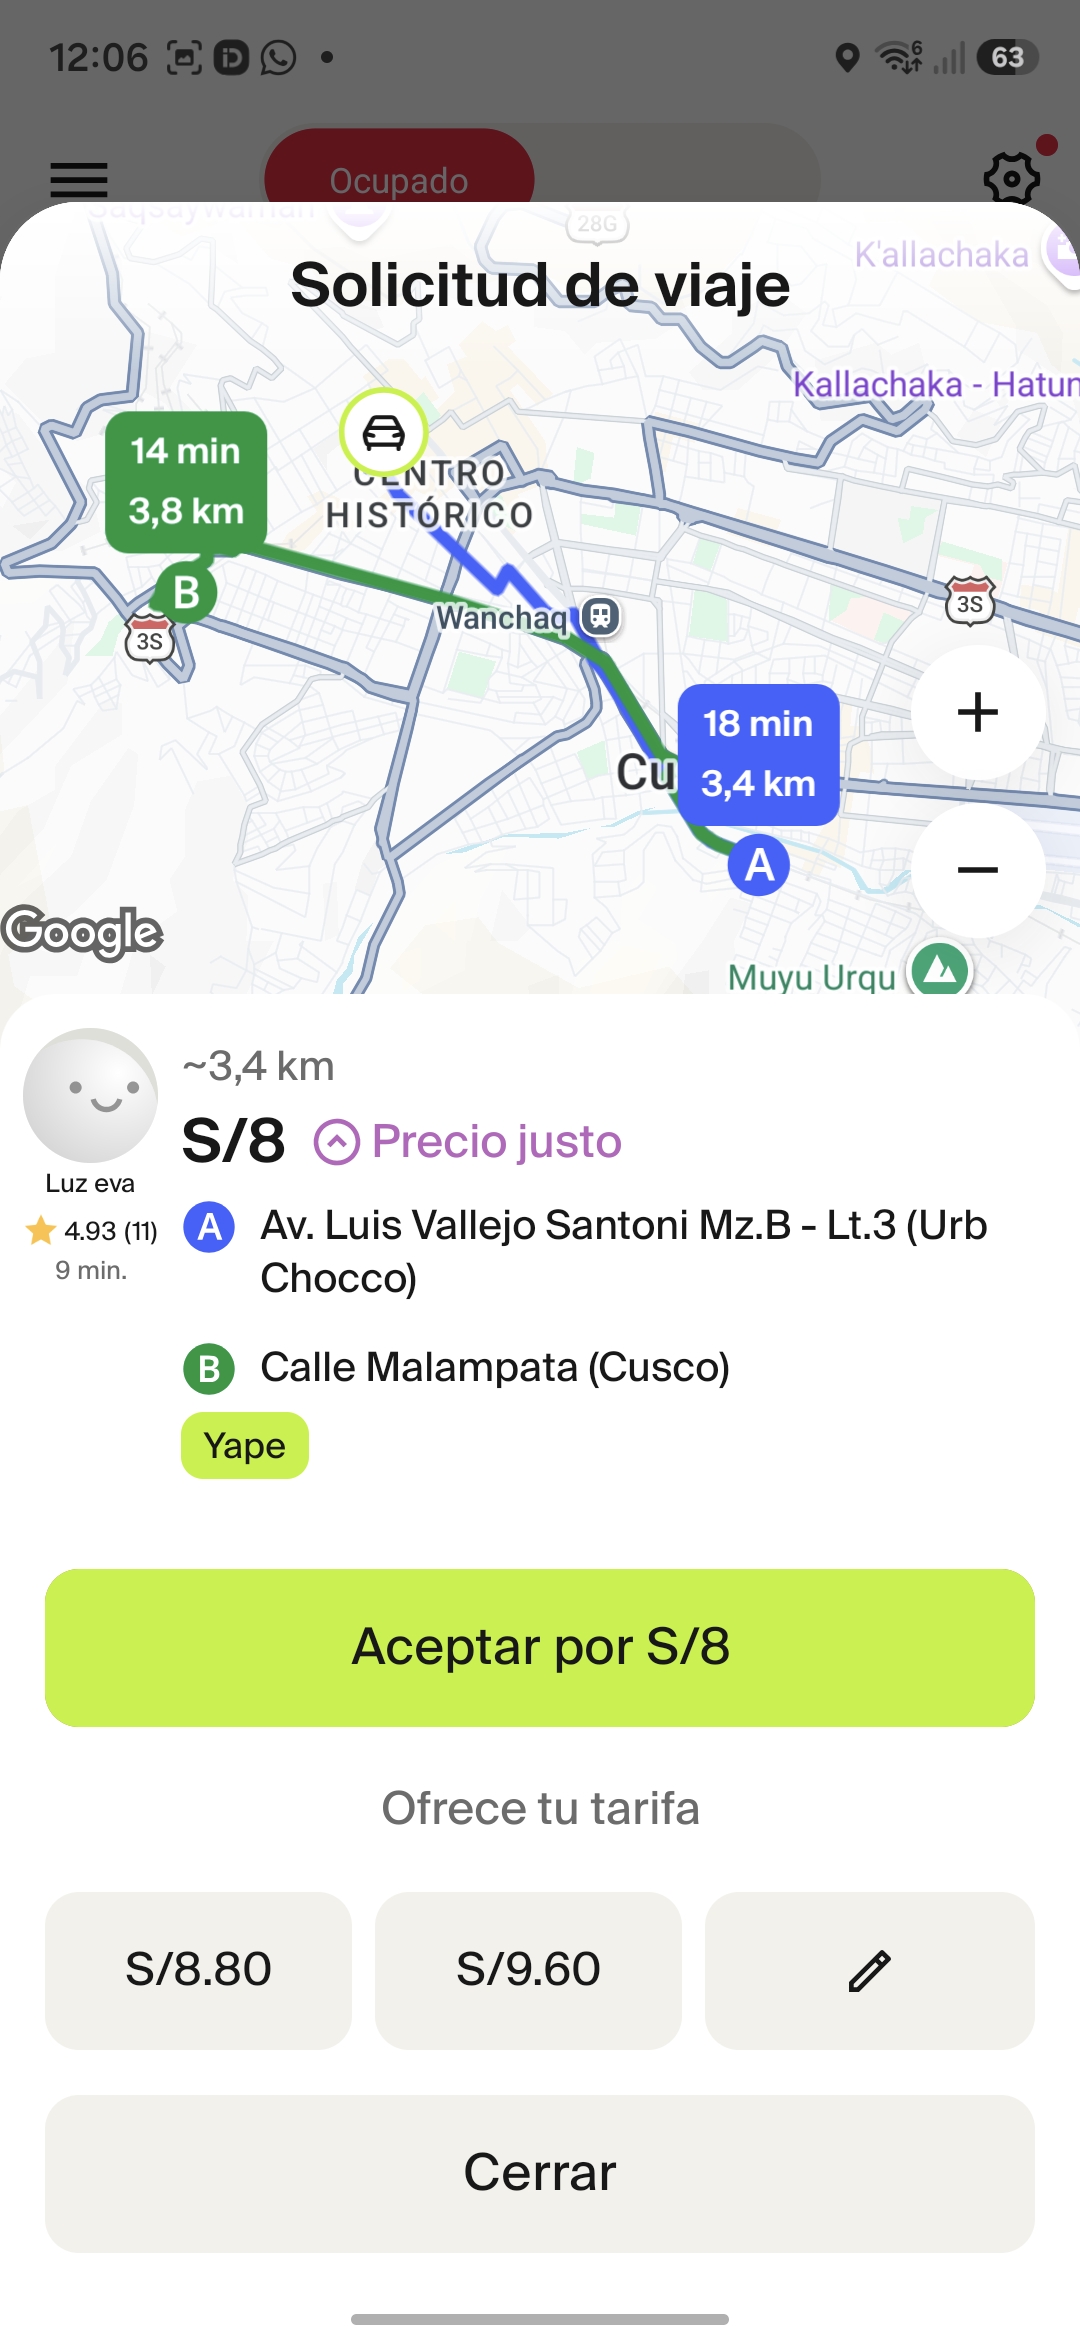 12:06
6
63
Ocupado
Saqsaywaman
28G
K'allachaka
Solicitud de viaje
Kallachaka - Hatun
14 min
3,8 km
CENTRO
HISTÓRICO
B
3S
Wanchaq
3S
18 min
3,4 km
Cu
A
Google
Muyu Urqu
~3,4 km
S/8 Precio justo
Luz eva
4.93 (11)
9 min.
A Av. Luis Vallejo Santoni Mz.B - Lt.3 (Urb
Chocco)
B Calle Malampata (Cusco)
Yape
Aceptar por S/8
Ofrece tu tarifa
S/8.80
S/9.60
Cerrar